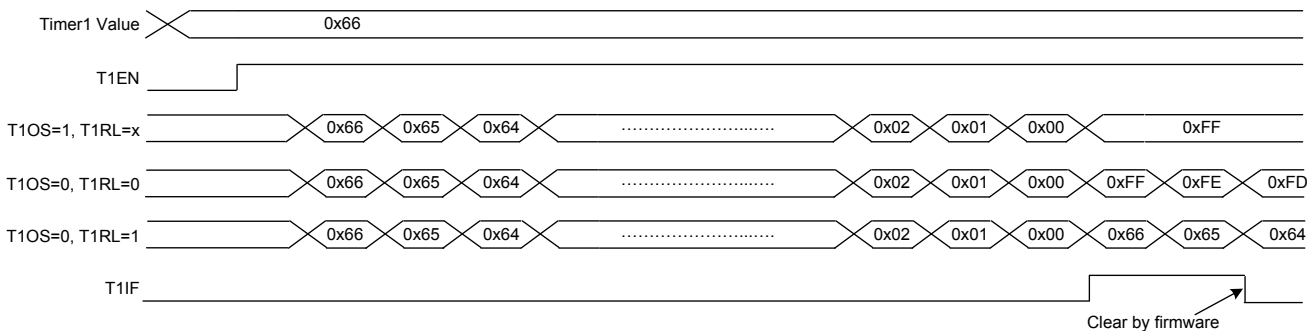 Timer1 Value 0x66
T1EN
T1OS=1, T1RL=x 0x66 0x65 0x64 ........................... 0x02 0x01 0x00 0xFF
T1OS=0, T1RL=0 0x66 0x65 0x64 ........................... 0x02 0x01 0x00 0xFF 0xFE 0xFD
T1OS=0, T1RL=1 0x66 0x65 0x64 ........................... 0x02 0x01 0x00 0x66 0x65 0x64
T1IF
Clear by firmware